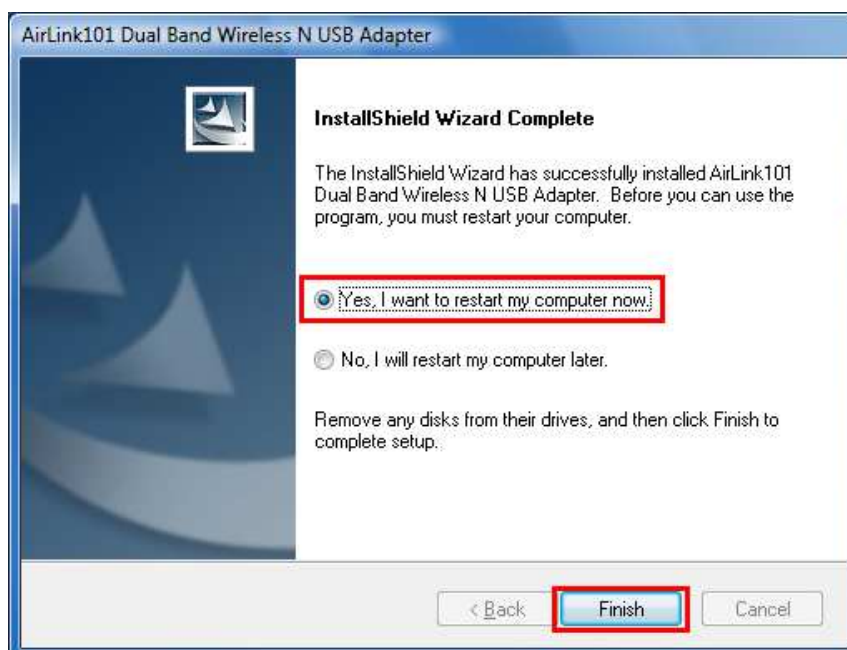 AirLink101 Dual Band Wireless N USB Adapter
InstallShield Wizard Complete
The InstallShield Wizard has successfully installed AirLink101
Dual Band Wireless N USB Adapter. Before you can use the
program, you must restart your computer.
Yes, I want to restart my computer now.
No, I will restart my computer later.
Remove any disks from their drives, and then click Finish to
complete setup.
< Back Finish Cancel